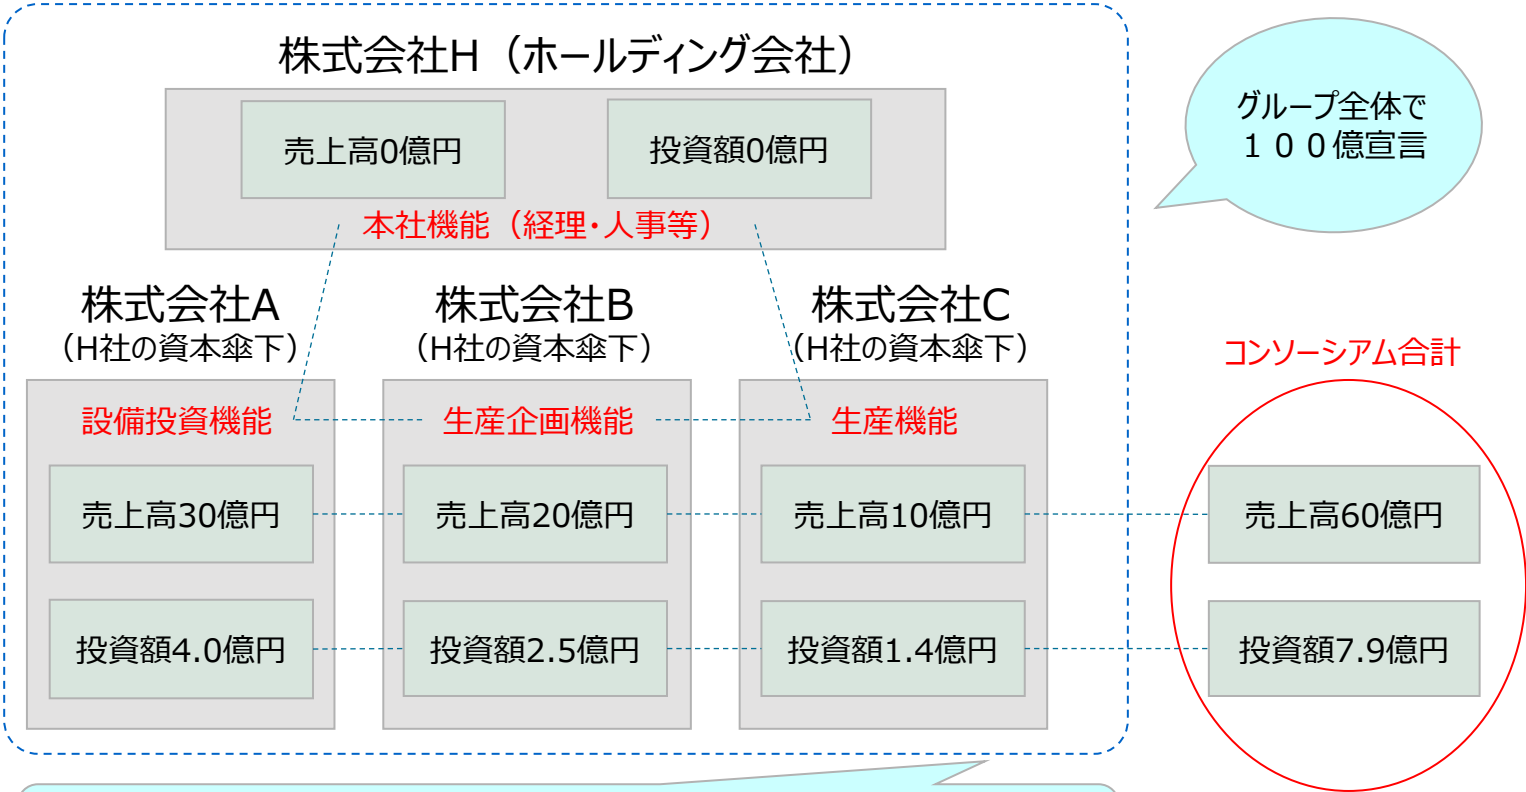 株式会社H（ホールディング会社）
売上高0億円
投資額0億円
本社機能（経理・人事等）
グループ全体で
１００億宣言
株式会社A
（H社の資本傘下）
株式会社B
（H社の資本傘下）
株式会社C
（H社の資本傘下）
コンソーシアム合計
設備投資機能
生産企画機能
生産機能
売上高30億円
売上高20億円
売上高10億円
売上高60億円
投資額4.0億円
投資額2.5億円
投資額1.4億円
投資額7.9億円